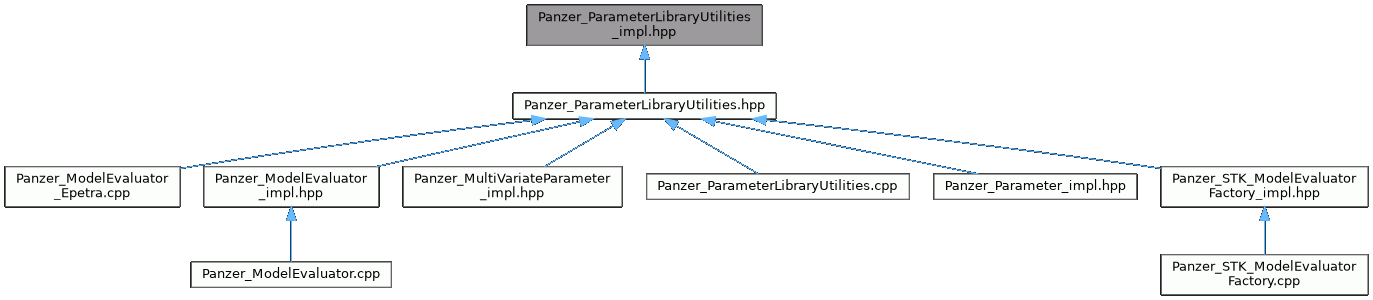 Panzer_ParameterLibraryUtilities
_impl.hpp
Panzer_ParameterLibraryUtilities.hpp
Panzer_ModelEvaluator
_Epetra.cpp
Panzer_ModelEvaluator
_impl.hpp
Panzer_MultiVariateParameter
_impl.hpp
Panzer_ParameterLibraryUtilities.cpp
Panzer_Parameter_impl.hpp
Panzer_STK_ModelEvaluator
Factory_impl.hpp
Panzer_ModelEvaluator.cpp
Panzer_STK_ModelEvaluator
Factory.cpp